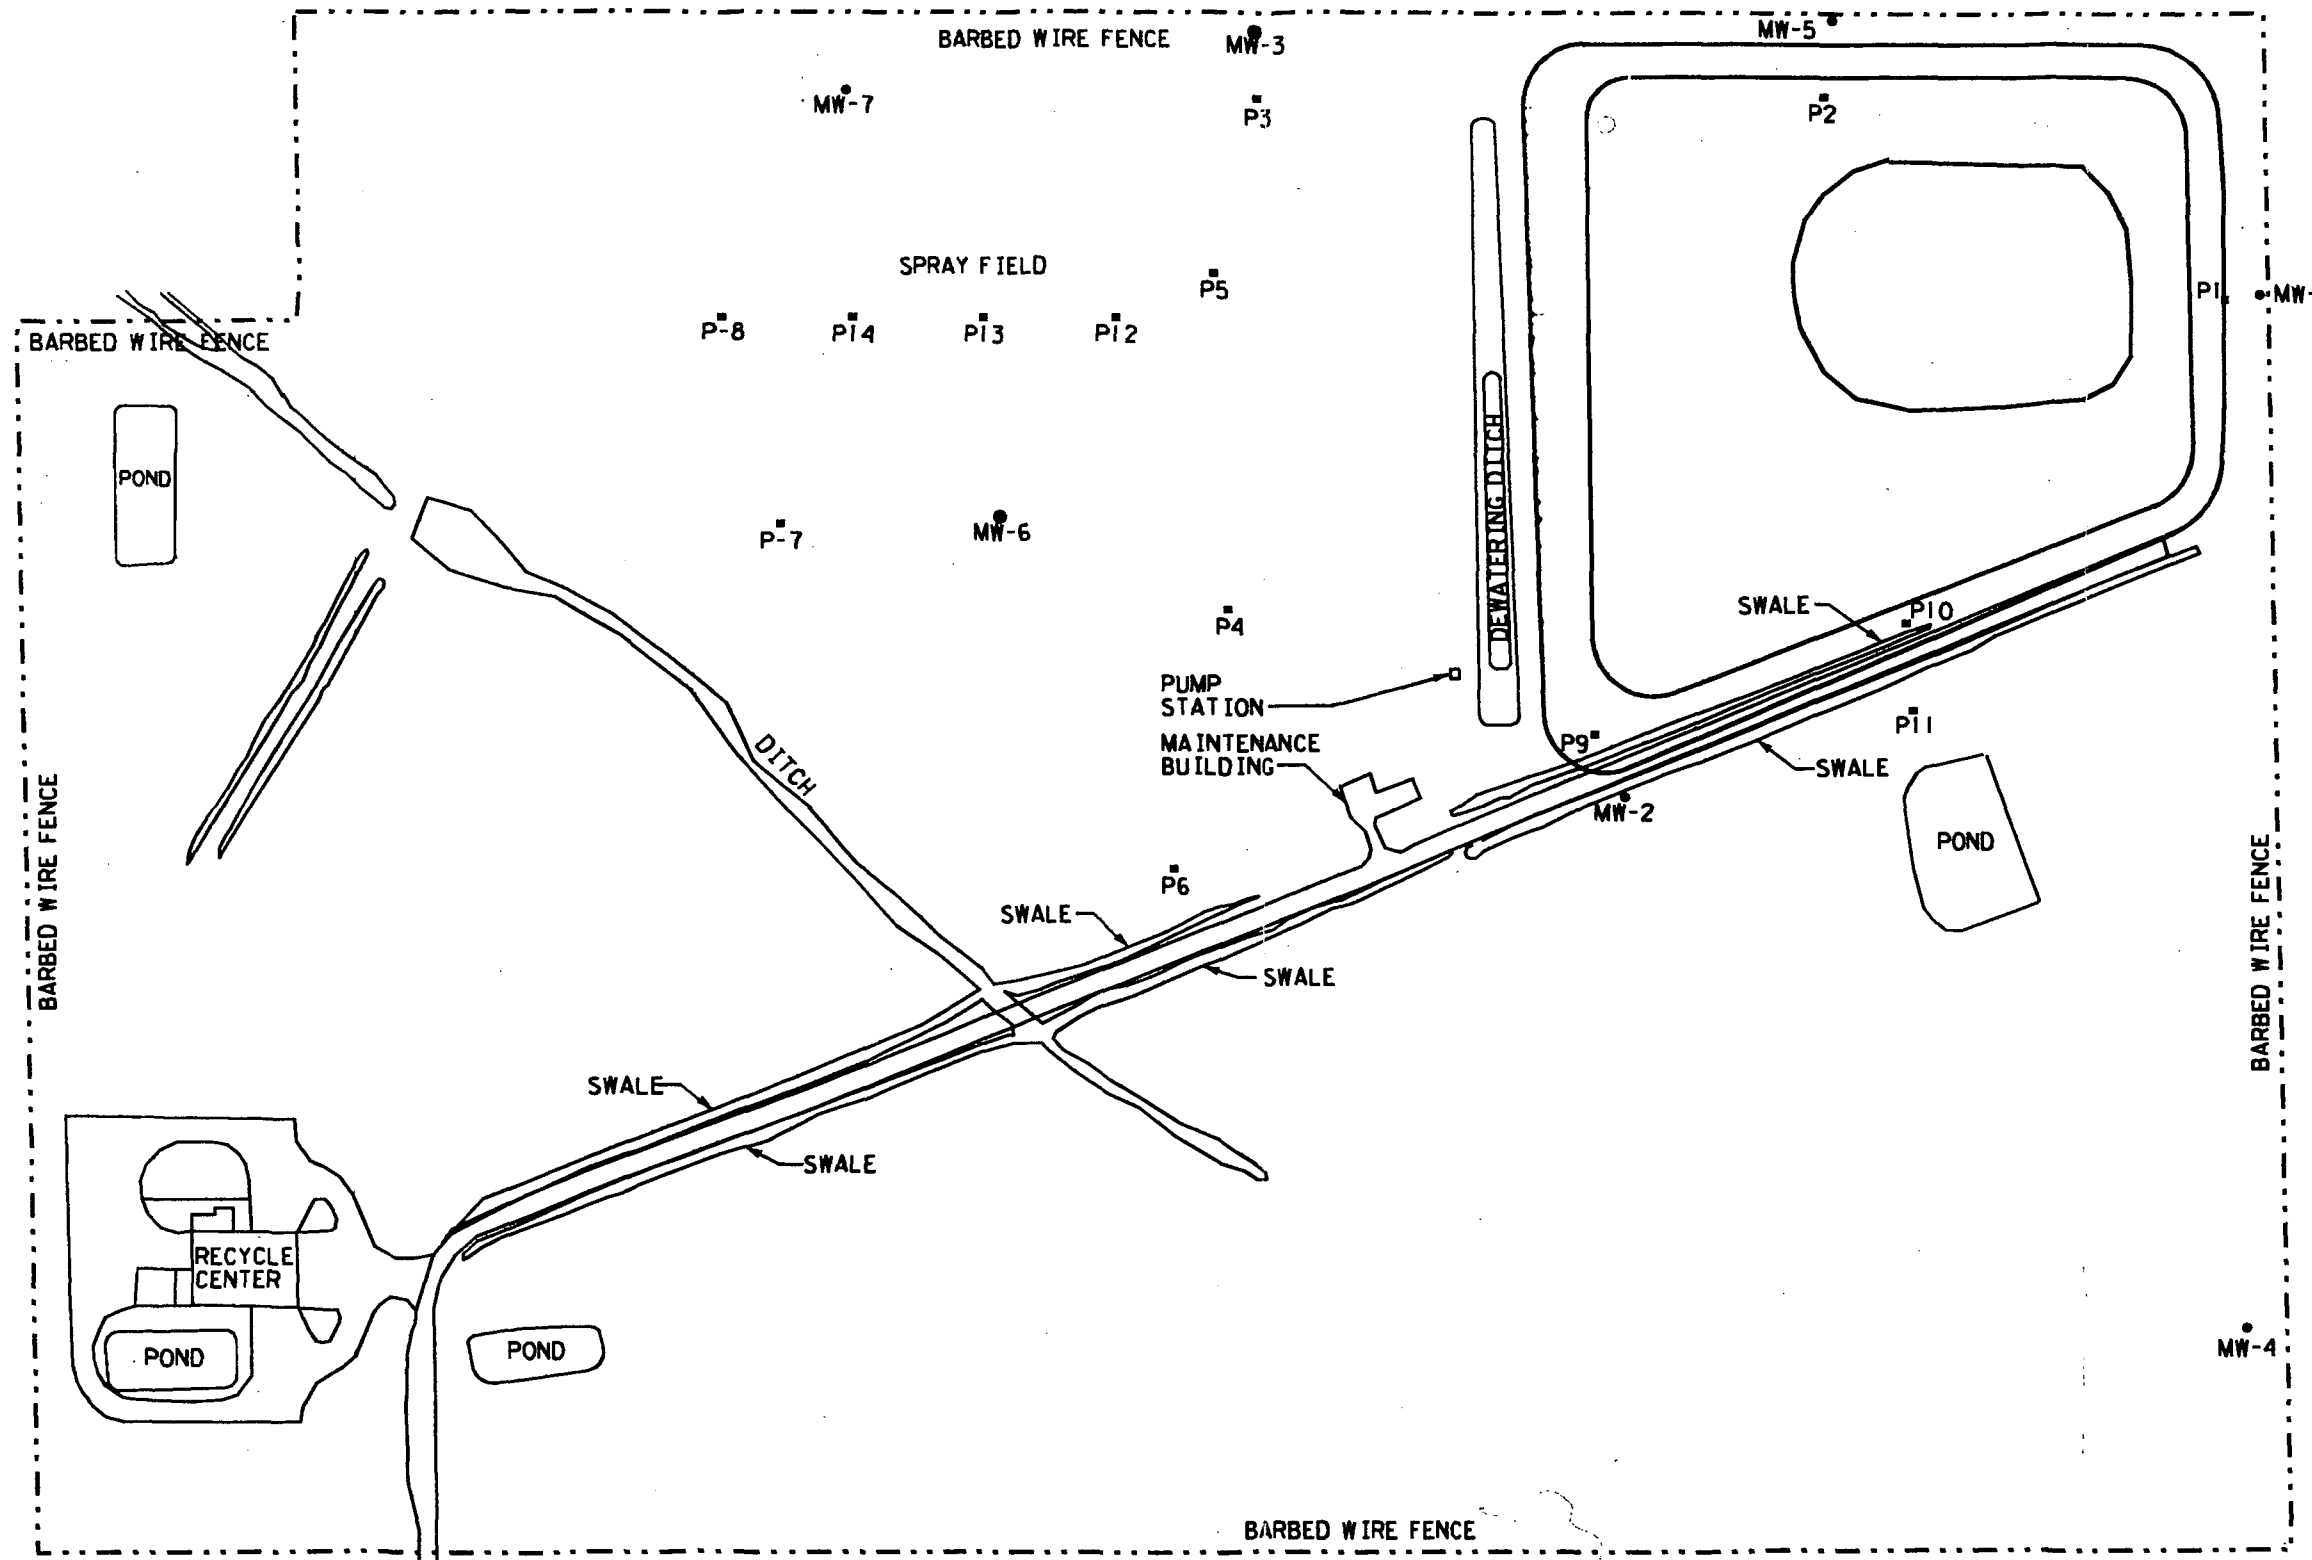 MW-5
BARBED WIRE FENCE
MW-3
MW-7
P3
P2
SPRAY FIELD
P5
P1
MW-
P-8
P14
P13
P12
BARBED WIRE FENCE
POND
DEWATERING DITCH
P-7
MW-6
SWALE
P10
P4
PUMP
STATION
P11
MAINTENANCE
BUILDING
P9
SWALE
DITCH
MW-2
POND
P6
BARBED WIRE FENCE
SWALE
BARBED WIRE FENCE
SWALE
SWALE
SWALE
RECYCLE
CENTER
POND
POND
MW-4
BARBED WIRE FENCE